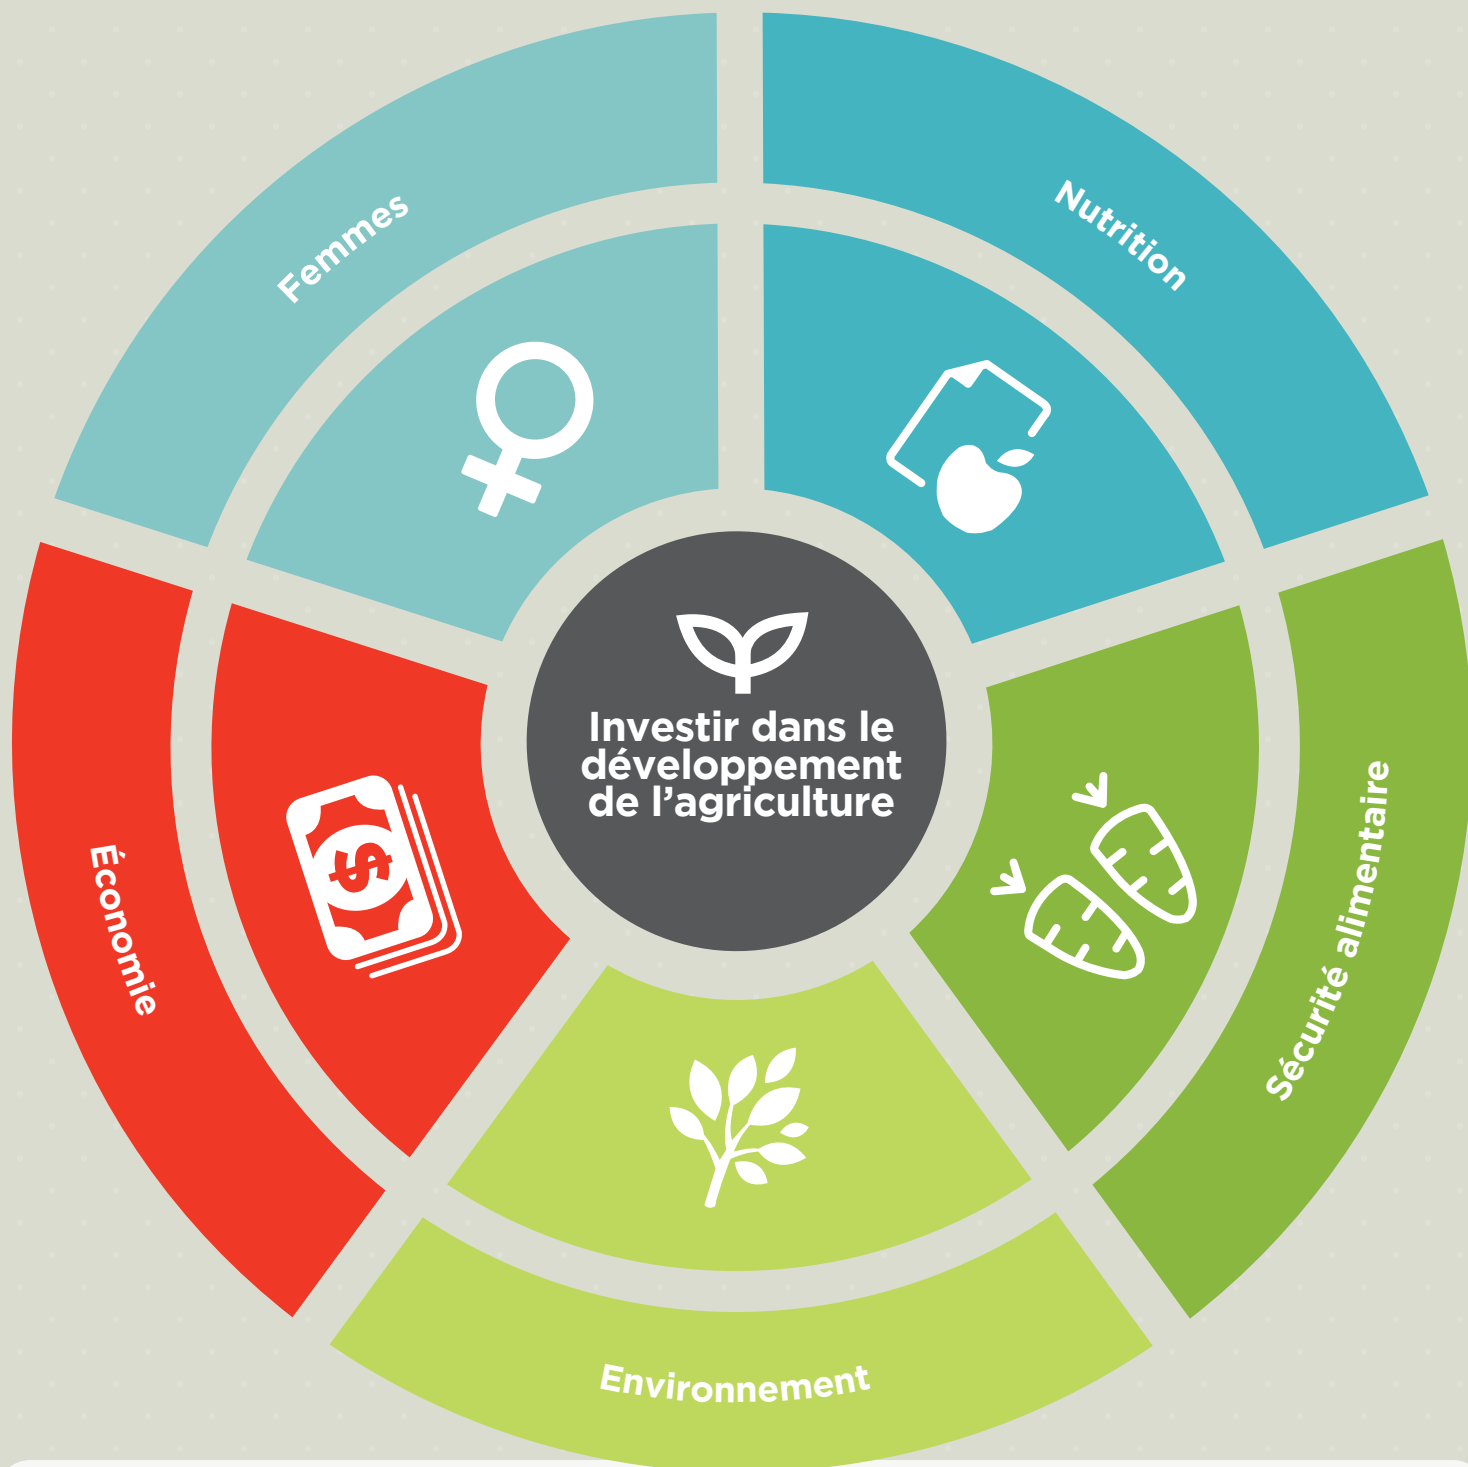 Femmes
Nutrition
Investir dans le
développement
de l’agriculture
Économie
Sécurité alimentaire
Environnement
$